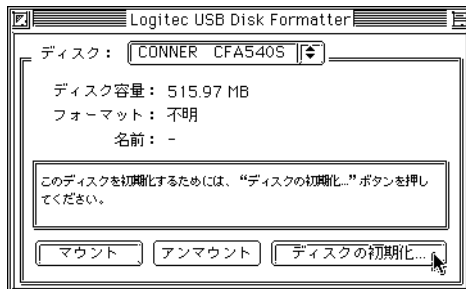 Logitec USB Disk Formatter
ディスク： CONNER CFA540S
ディスク容量： 515.97 MB
フォーマット： 不明
名前： -
このディスクを初期化するためには、“ディスクの初期化...”ボタンを押し
てください。
マウント アンマウント ディスクの初期化...